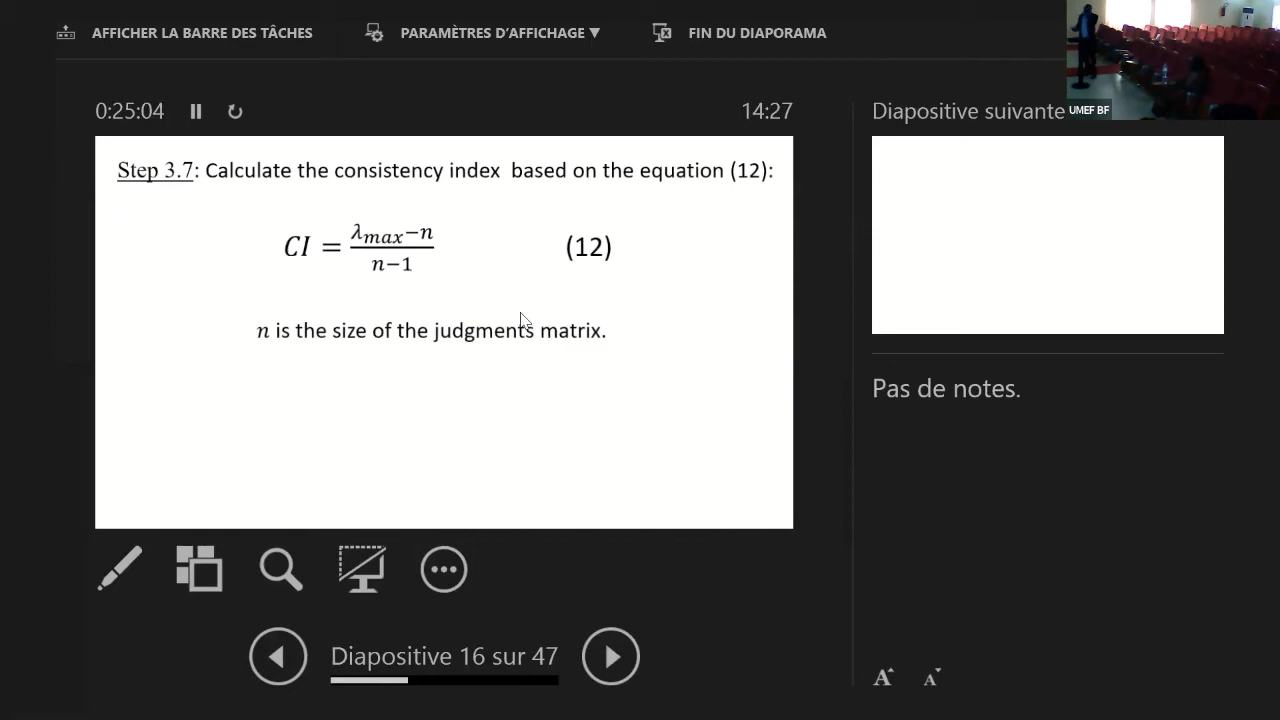 AFFICHER LA BARRE DES TÂCHES
PARAMÈTRES D'AFFICHAGE ▼
FIN DU DIAPORAMA
UMEF BF
0:25:04
14:27
Step 3.7: Calculate the consistency index based on the equation (12):
CI = (λmax−n)/(n−1) (12)
n is the size of the judgments matrix.
Diapositive 16 sur 47
Diapositive suivante
Pas de notes.
A A